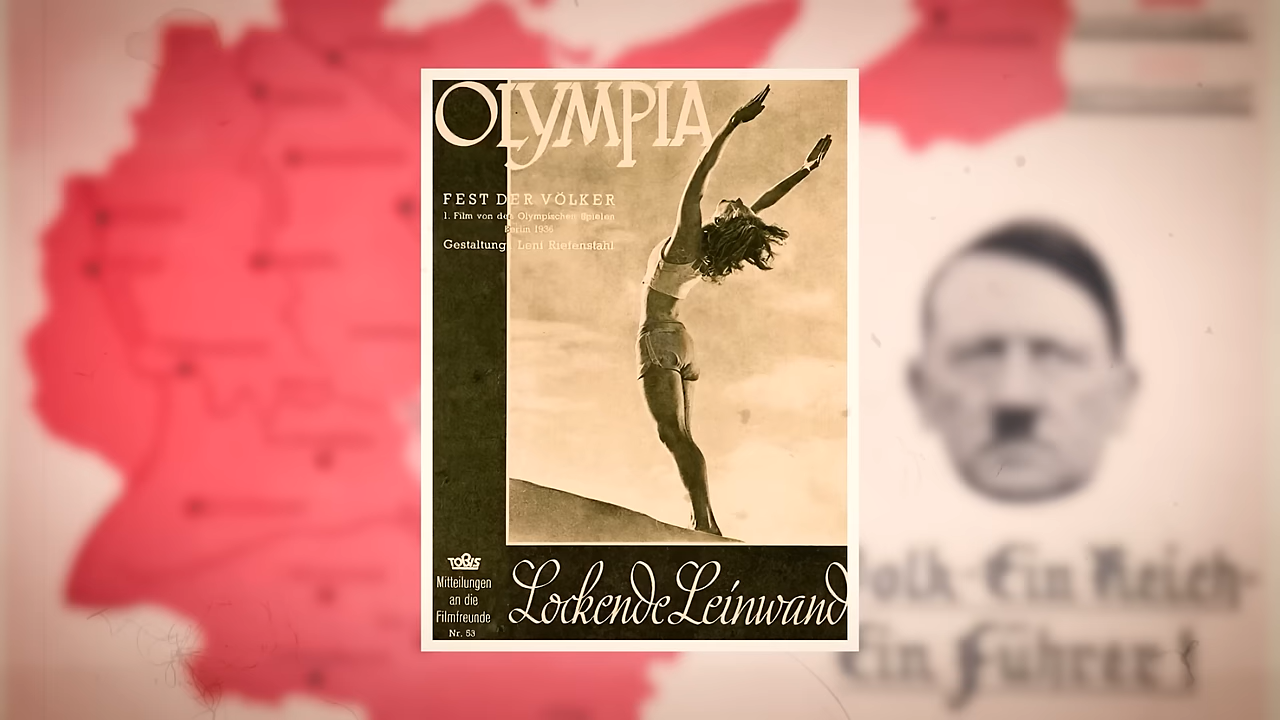 OLYMPIA
FEST DER VÖLKER
1. Film von den Olympischen Spielen
Berlin 1936
Gestaltung: Leni Riefenstahl
TOBIS
Mitteilungen
an die
Filmfreunde
Nr. 53
Lockende Leinwand
Volk-Ein Reich-
Ein Führer!